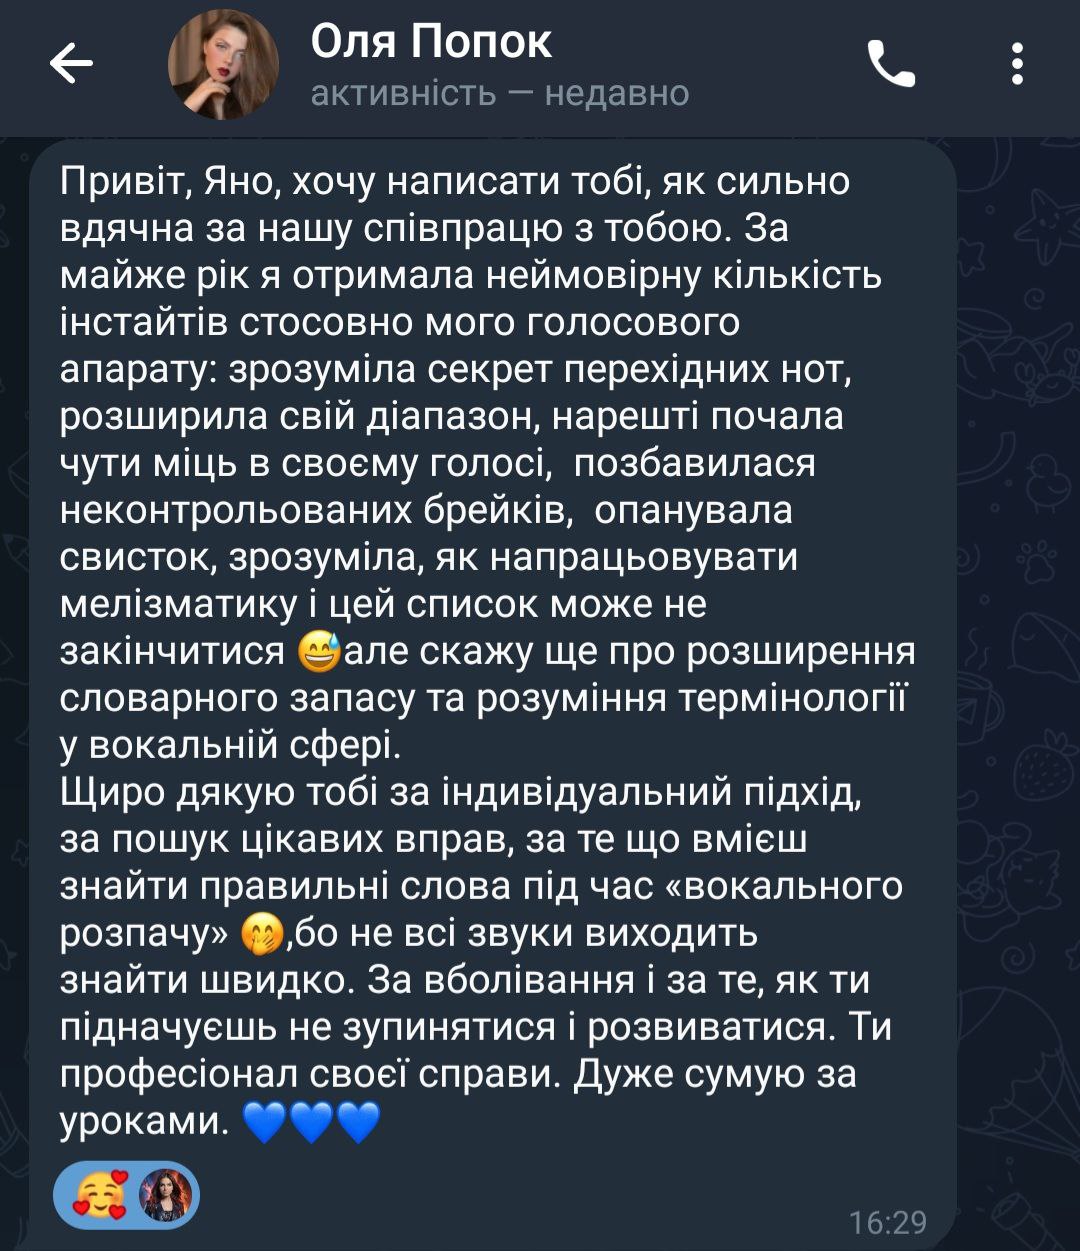 Оля Попок
активність — недавно
Привіт, Яно, хочу написати тобі, як сильно
вдячна за нашу співпрацю з тобою. За
майже рік я отримала неймовірну кількість
інстайтів стосовно мого голосового
апарату: зрозуміла секрет перехідних нот,
розширила свій діапазон, нарешті почала
чути міць в своєму голосі,  позбавилася
неконтрольованих брейків,  опанувала
свисток, зрозуміла, як напрацьовувати
мелізматику і цей список може не
закінчитися 😅але скажу ще про розширення
словарного запасу та розуміння термінології
у вокальній сфері.
Щиро дякую тобі за індивідуальний підхід,
за пошук цікавих вправ, за те що вмієш
знайти правильні слова під час «вокального
розпачу» 🤭,бо не всі звуки виходить
знайти швидко. За вболівання і за те, як ти
підначуєшь не зупинятися і розвиватися. Ти
професіонал своєї справи. Дуже сумую за
уроками. 💙💙💙
16:29